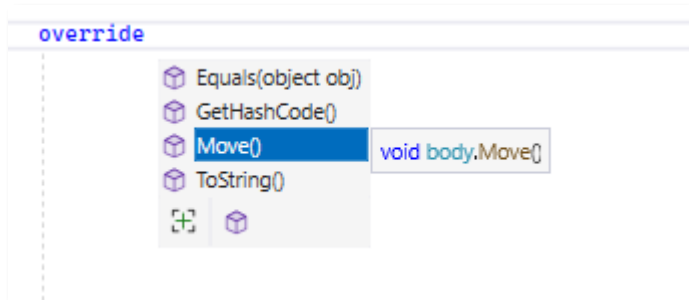 override
Equals(object obj)
GetHashCode()
Move()
void body.Move()
ToString()